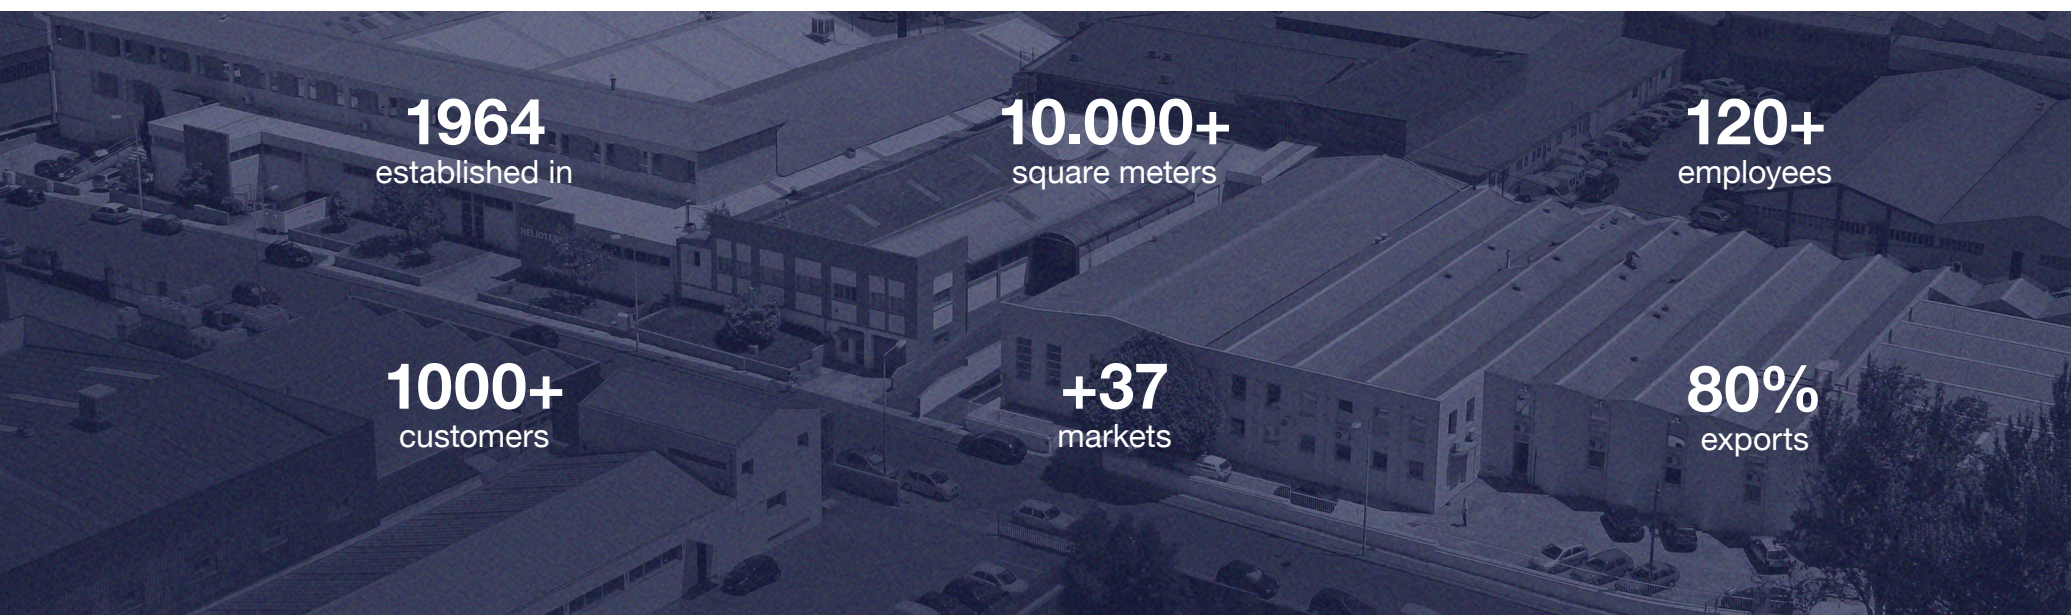 1964
established in
10.000+
square meters
120+
employees
1000+
customers
+37
markets
80%
exports